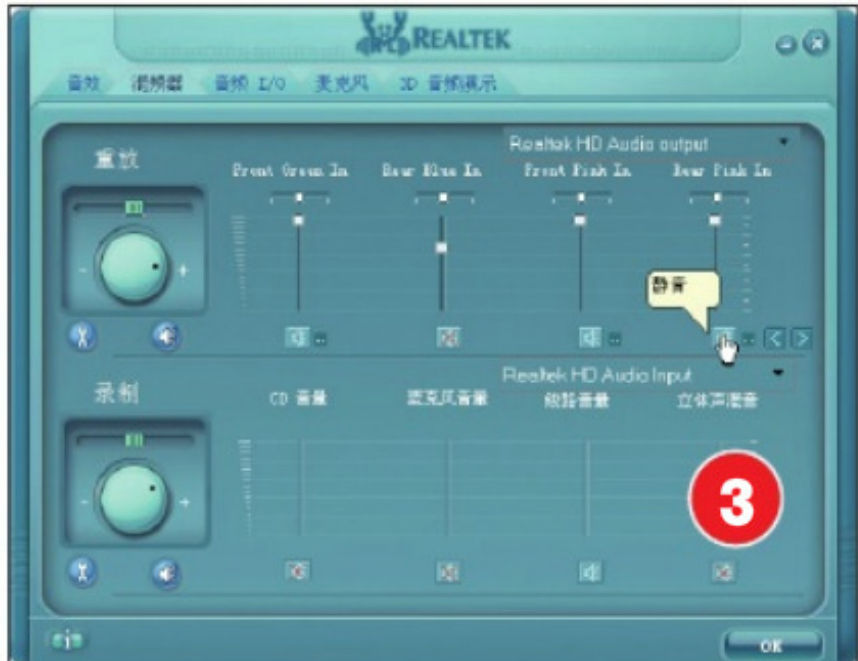 REALTEK
音效 混频器 音频 I/O 麦克风 3D 音频演示
Realtek HD Audio output
重放
Front Green In Rear Blue In Front Pink In Rear Pink In
静音
Realtek HD Audio Input
录制
CD 音量 麦克风音量 线路音量 立体声混音
3
OK